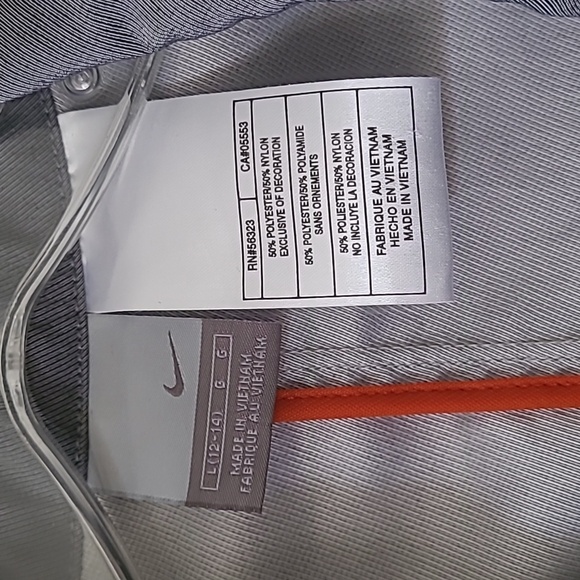 RN#56323 CA#05553
50% POLYESTER/50% NYLON
EXCLUSIVE OF DECORATION
50% POLYESTER/50% POLYAMIDE
SANS ORNEMENTS
50% POLIESTER/50% NYLON
NO INCLUYE LA DECORACION
FABRIQUE AU VIETNAM
HECHO EN VIETNAM
MADE IN VIETNAM
L (12-14) G G
MADE IN VIETNAM
FABRIQUE AU VIETNAM